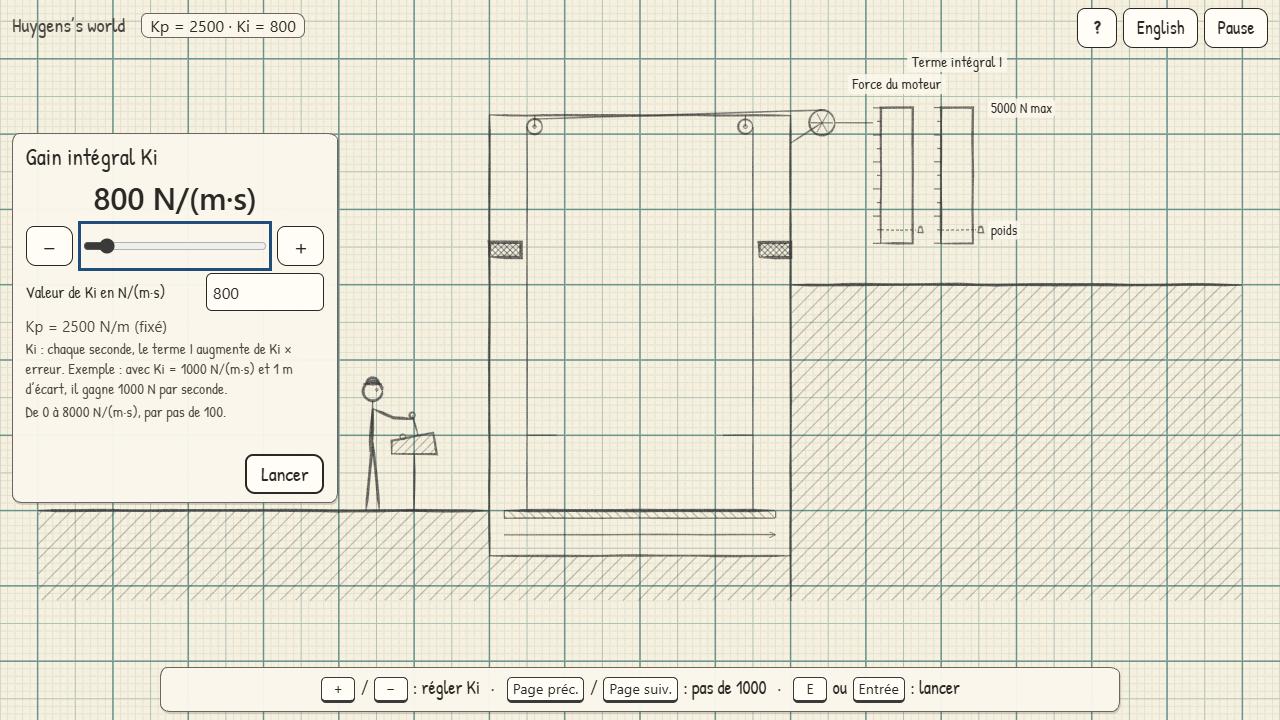 Huygens's world
Kp = 2500 · Ki = 800
?
English
Pause
Terme intégral I
Force du moteur
5000 N max
poids
Gain intégral Ki
800 N/(m·s)
−
+
Valeur de Ki en N/(m·s)
800
Kp = 2500 N/m (fixé)
Ki : chaque seconde, le terme I augmente de Ki ×
erreur. Exemple : avec Ki = 1000 N/(m·s) et 1 m
d'écart, il gagne 1000 N par seconde.
De 0 à 8000 N/(m·s), par pas de 100.
Lancer
+ / − : régler Ki · Page préc. / Page suiv. : pas de 1000 · E ou Entrée : lancer